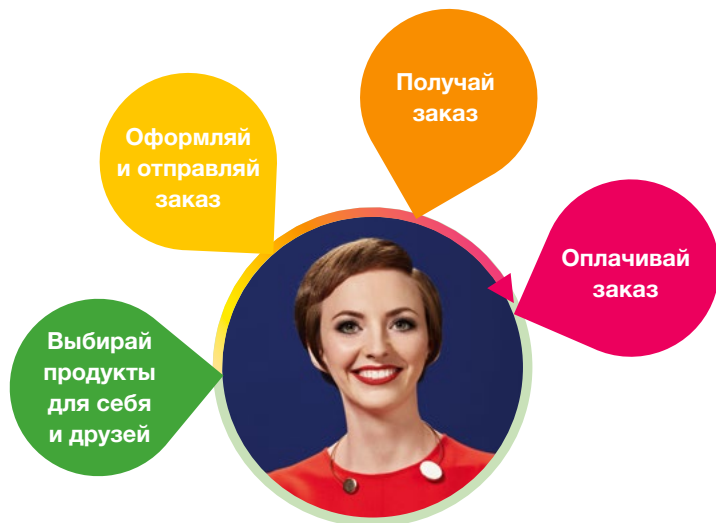 Выбирай
продукты
для себя
и друзей
Оформляй
и отправляй
заказ
Получай
заказ
Оплачивай
заказ